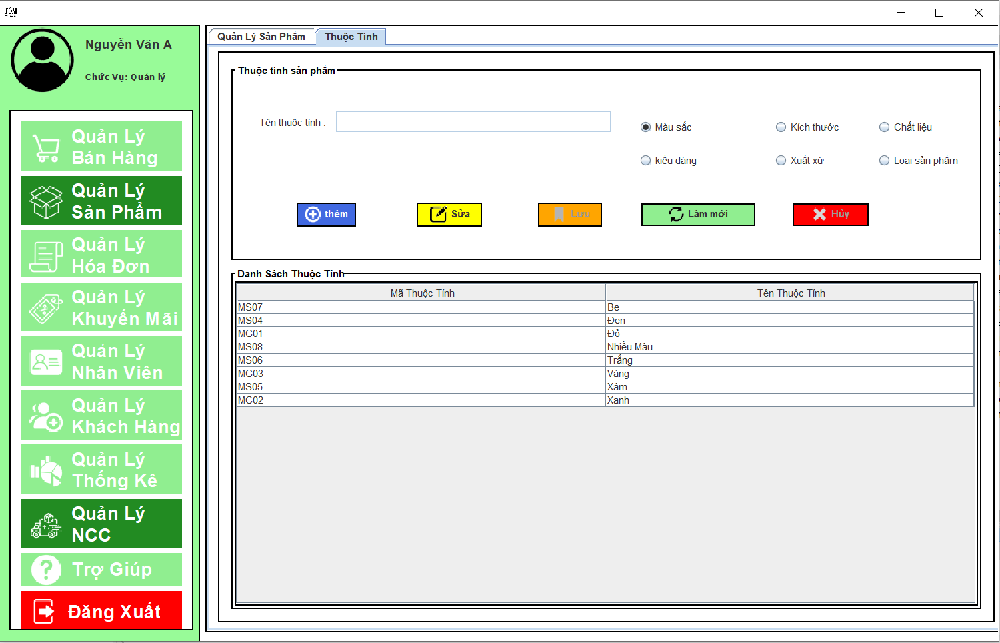 TOM
Nguyễn Văn A
Chức Vụ: Quản lý
Quản Lý
Bán Hàng
Quản Lý
Sản Phẩm
Quản Lý
Hóa Đơn
Quản Lý
Khuyến Mãi
Quản Lý
Nhân Viên
Quản Lý
Khách Hàng
Quản Lý
Thống Kê
Quản Lý
NCC
Trợ Giúp
Đăng Xuất
Quản Lý Sản Phẩm
Thuộc Tính
Thuộc tính sản phẩm
Tên thuộc tính :
Màu sắc
Kích thước
Chất liệu
kiểu dáng
Xuất xứ
Loại sản phẩm
thêm
Sửa
Lưu
Làm mới
Hủy
Danh Sách Thuộc Tính
Mã Thuộc Tính
Tên Thuộc Tính
MS07 Be
MS04 Đen
MC01 Đỏ
MS08 Nhiều Màu
MS06 Trắng
MC03 Vàng
MS05 Xám
MC02 Xanh